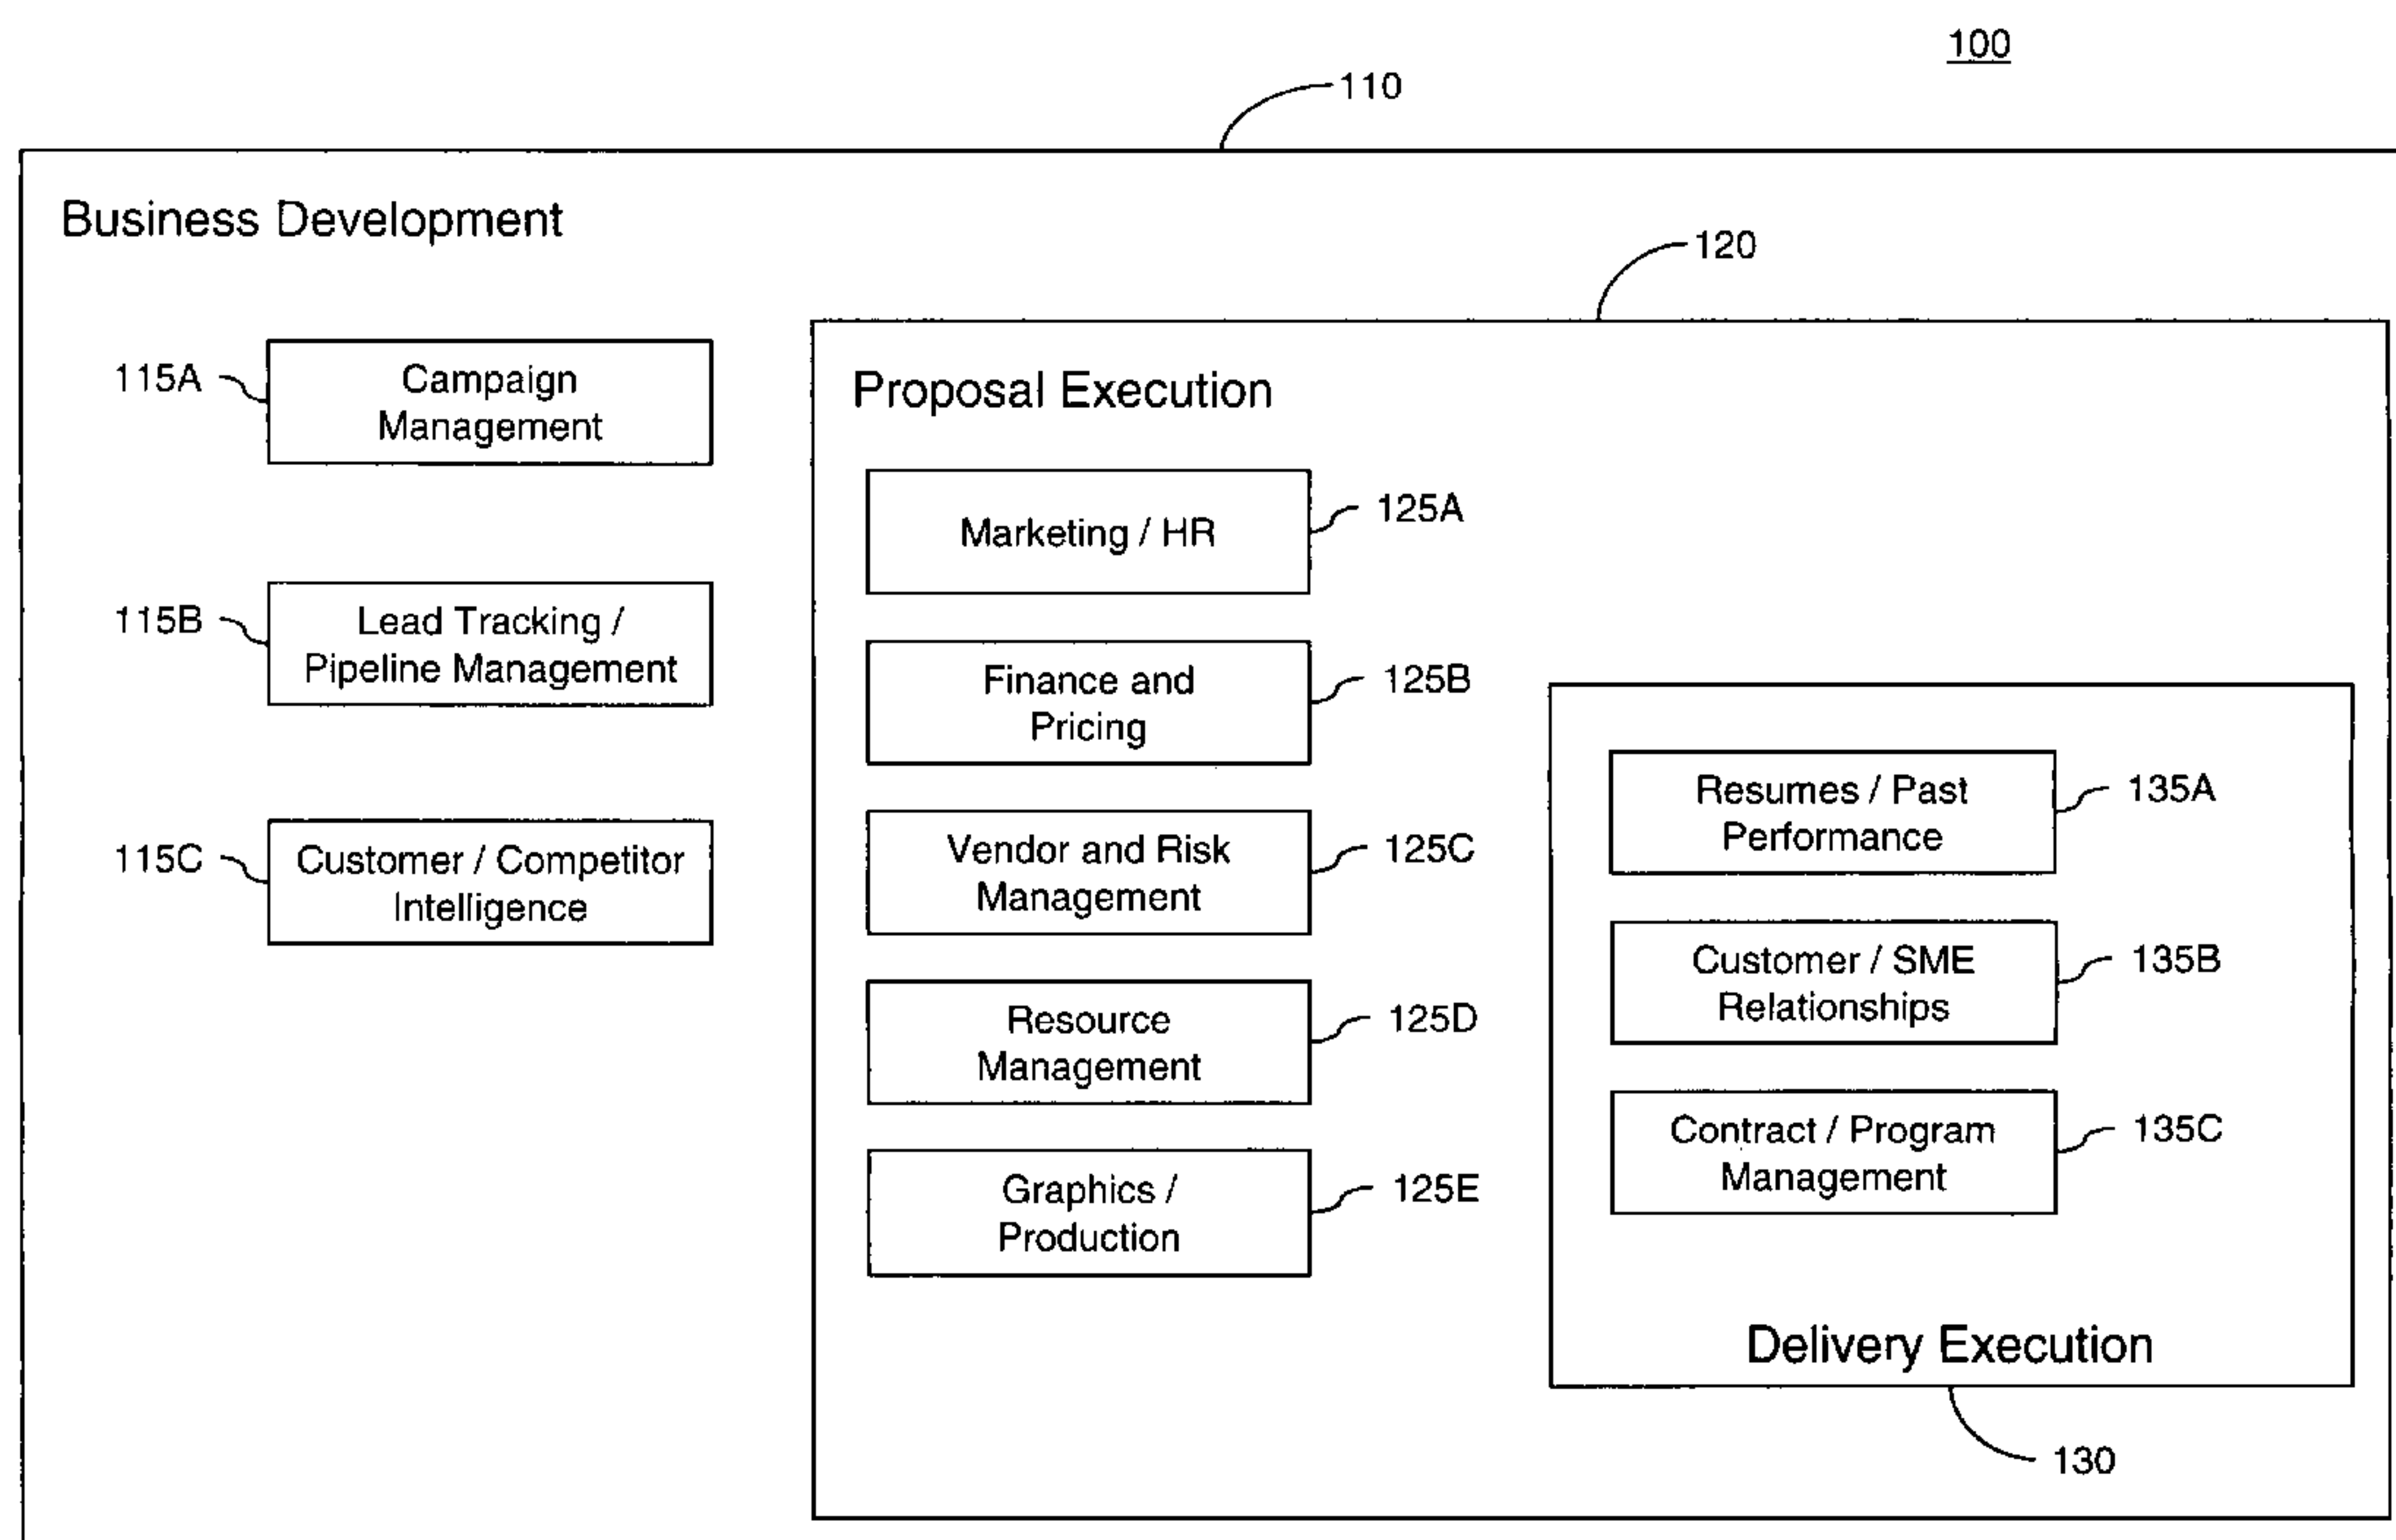 100
110
Business Development
120
115A
Campaign
Management
Proposal Execution
Marketing / HR
125A
115B
Lead Tracking /
Pipeline Management
Finance and
Pricing
125B
115C
Customer / Competitor
Intelligence
Vendor and Risk
Management
125C
Resource
Management
125D
Graphics /
Production
125E
Resumes / Past
Performance
135A
Customer / SME
Relationships
135B
Contract / Program
Management
135C
Delivery Execution
130